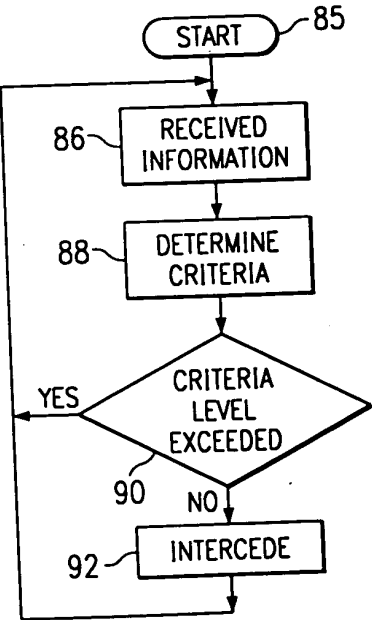 START
85
86
RECEIVED
INFORMATION
88
DETERMINE
CRITERIA
YES
CRITERIA
LEVEL
EXCEEDED
90
NO
92
INTERCEDE